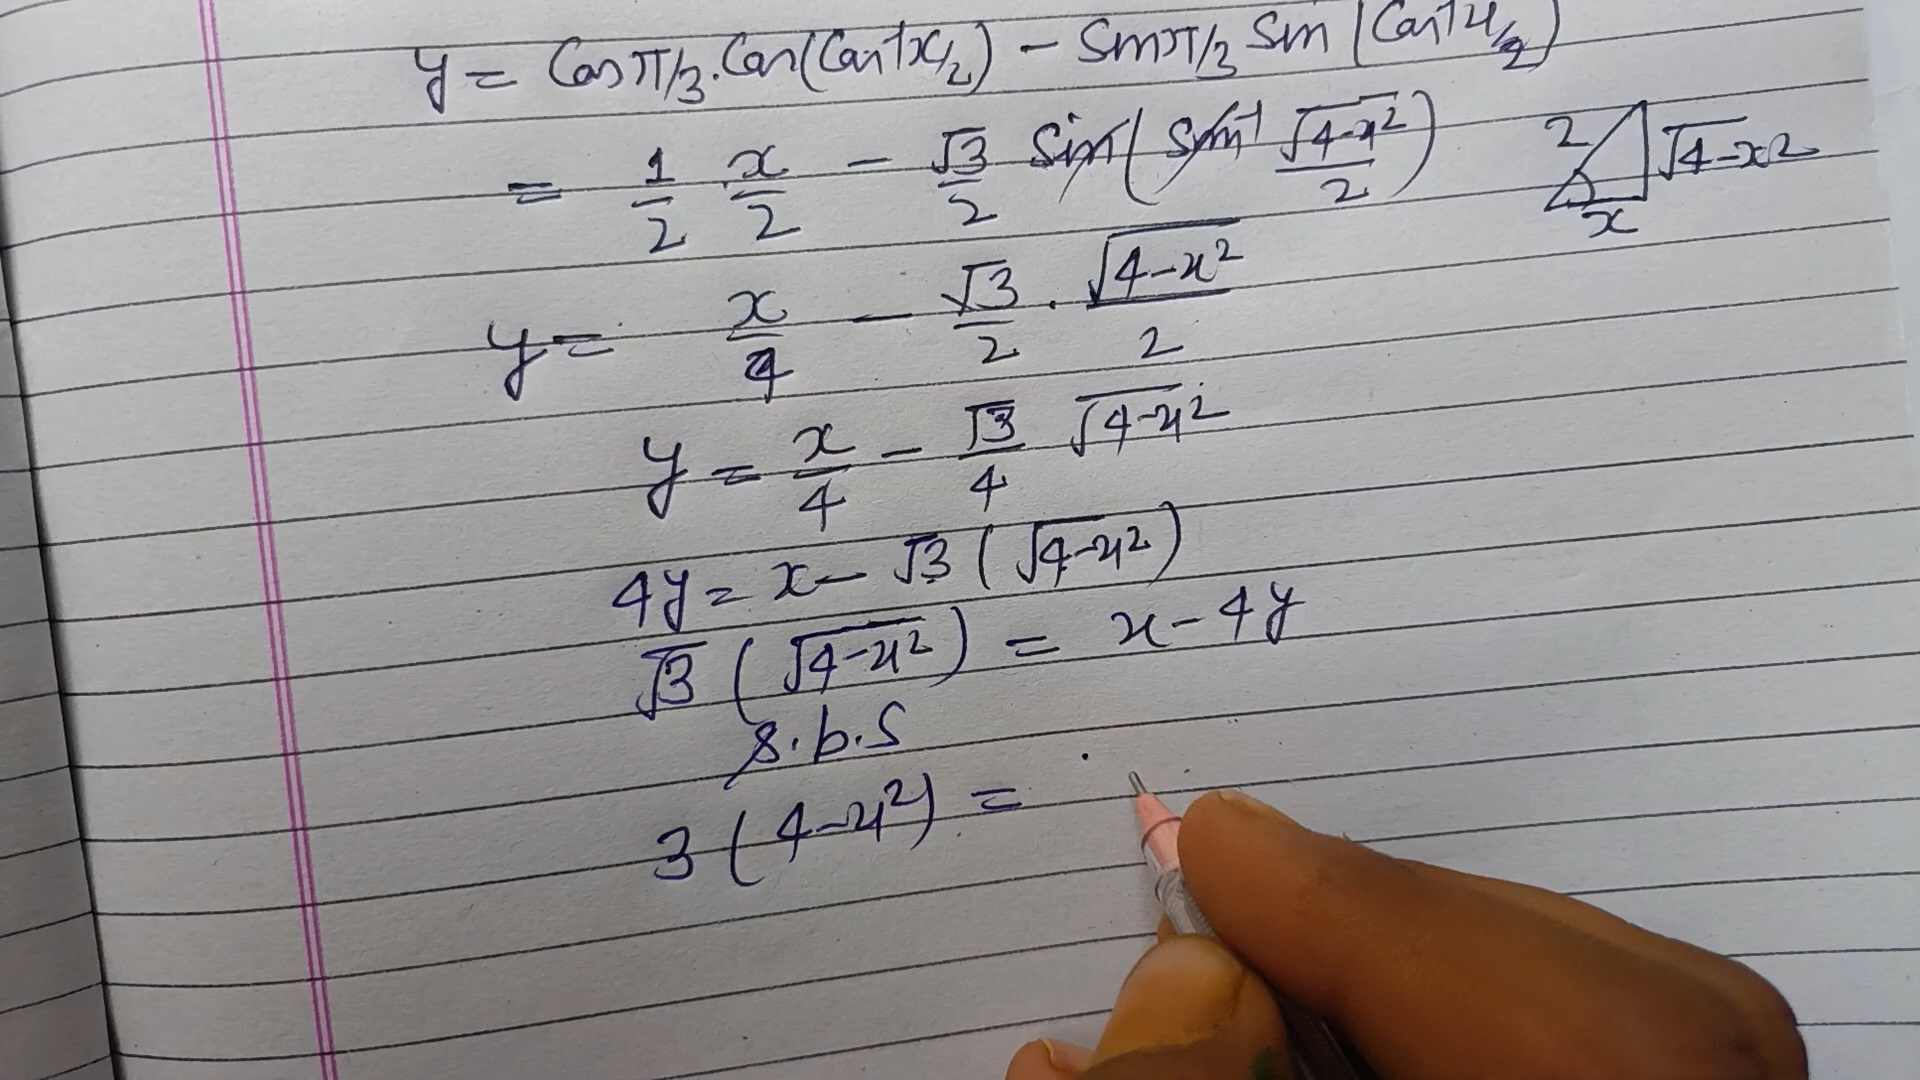 y = Cos π/3 . Cos(Cos⁻¹x/2) - Sin π/3 Sin (Cos⁻¹x/2)
= 1/2 x/2 - √3/2 Sin(Sin⁻¹ √4-x²/2)
2 √4-x2
x
y = x/4 - √3/2 . √4-x²/2
y = x/4 - √3/4 √4-x²
4y = x - √3 (√4-x²)
√3 (√4-x²) = x - 4y
S.b.S
3 (4-x²) =